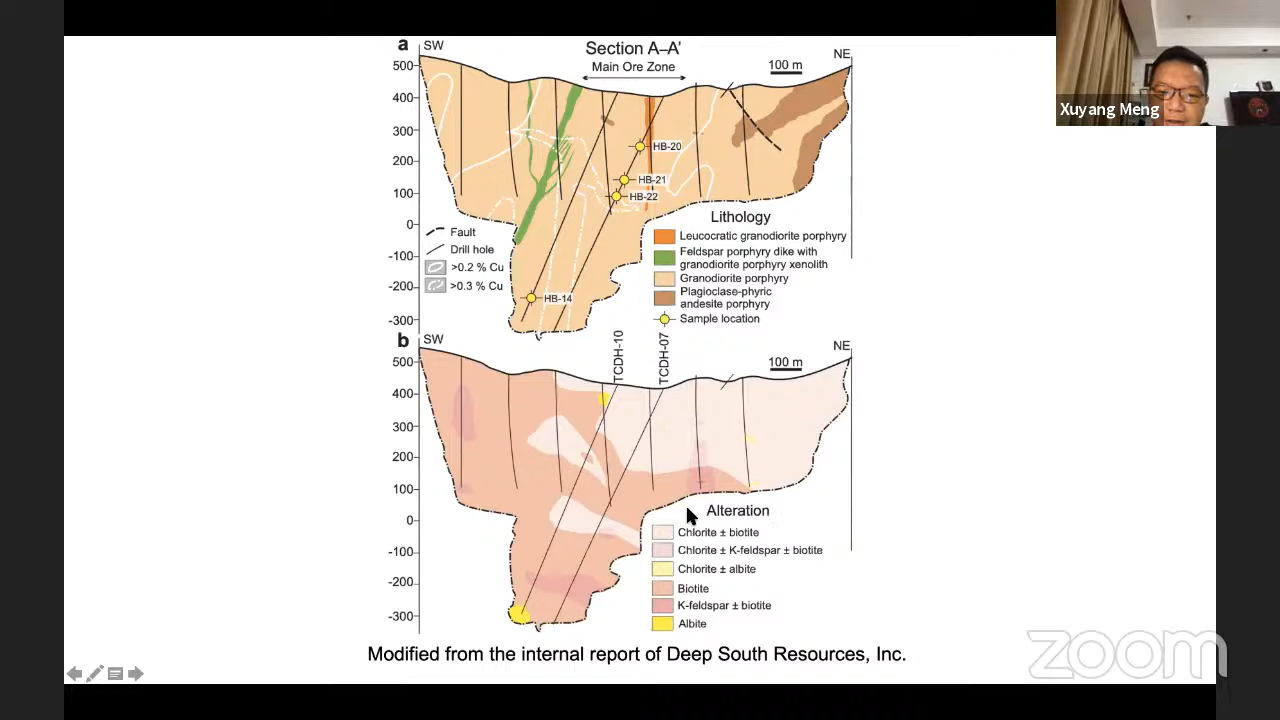 a SW
Section A–A'
Main Ore Zone
100 m
NE
500
400
300
200
100
0
-100
-200
-300
HB-20
HB-21
HB-22
HB-14
Fault
Drill hole
>0.2 % Cu
>0.3 % Cu
Lithology
Leucocratic granodiorite porphyry
Feldspar porphyry dike with
granodiorite porphyry xenolith
Granodiorite porphyry
Plagioclase-phyric
andesite porphyry
Sample location
b SW
TCDH-10
TCDH-07
100 m
NE
500
400
300
200
100
0
-100
-200
-300
Alteration
Chlorite ± biotite
Chlorite ± K-feldspar ± biotite
Chlorite ± albite
Biotite
K-feldspar ± biotite
Albite
Modified from the internal report of Deep South Resources, Inc.
Xuyang Meng
zoom